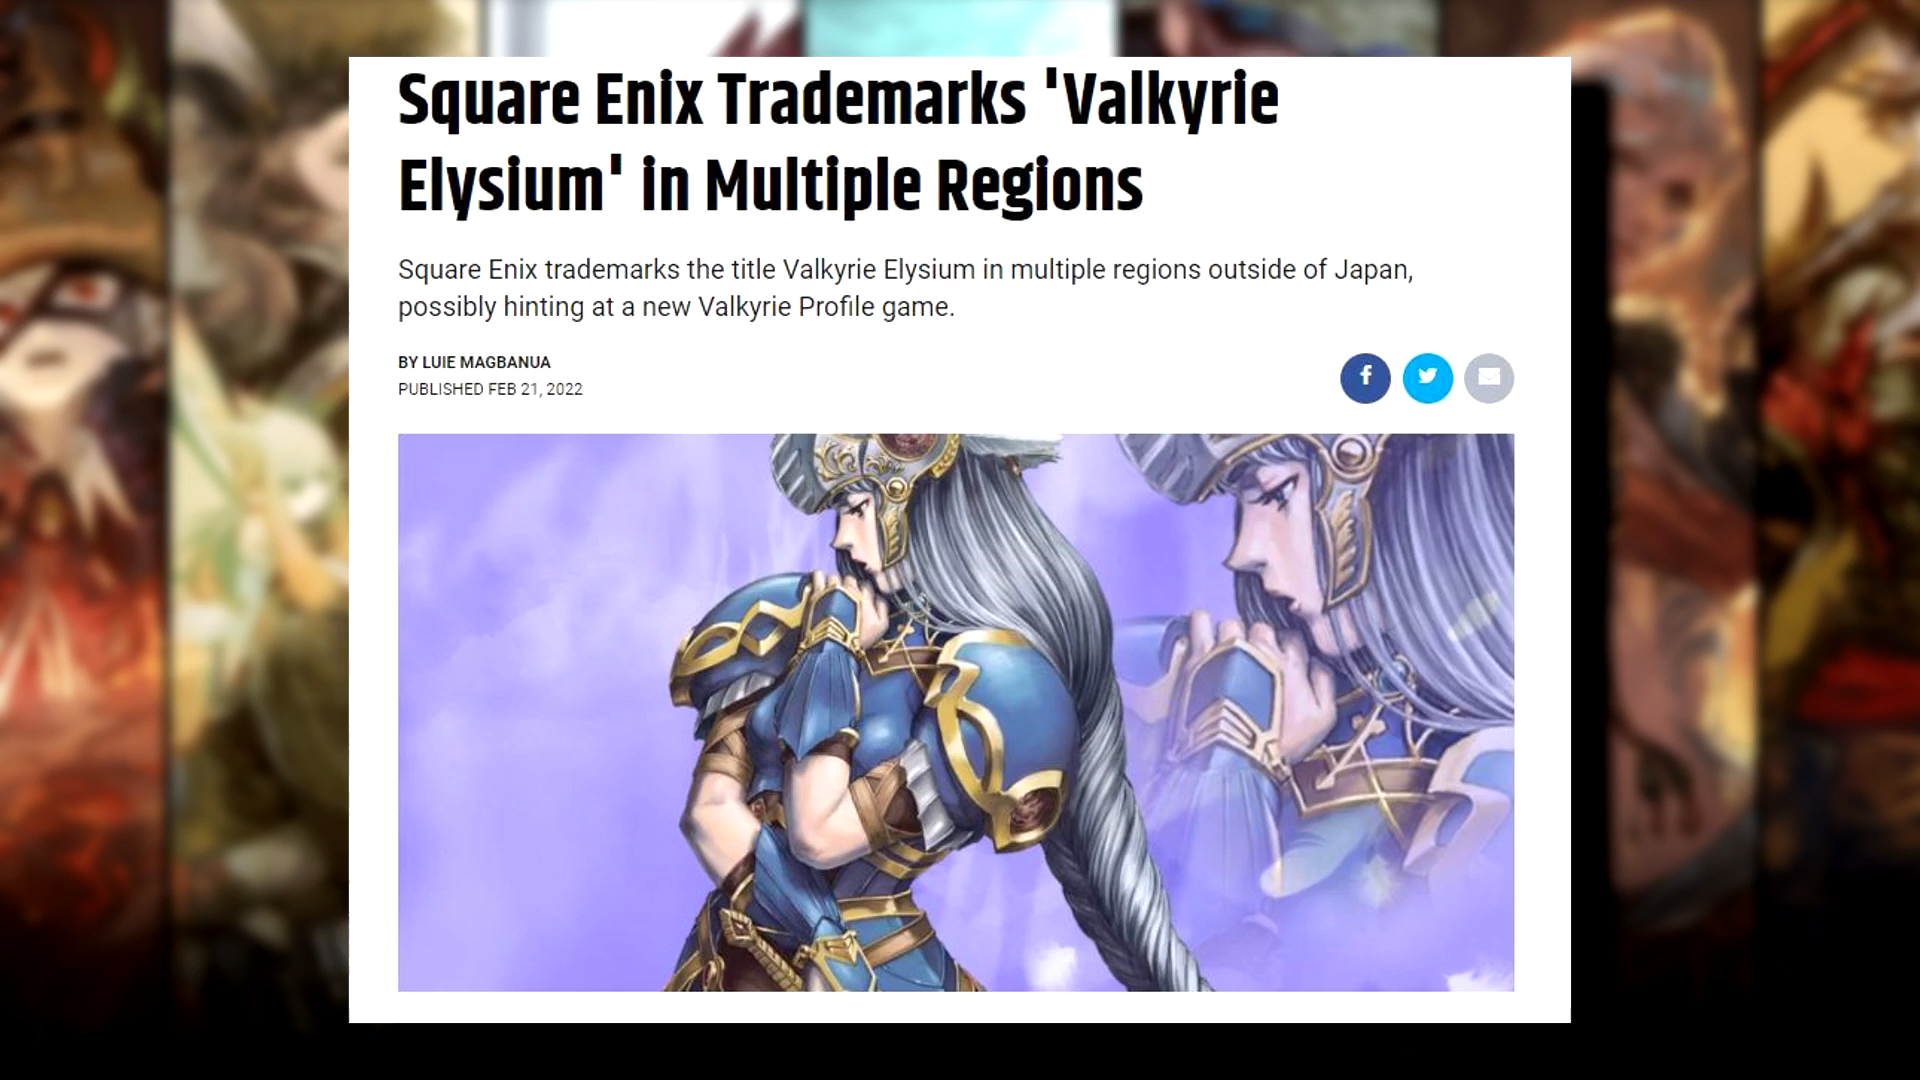 Square Enix Trademarks 'Valkyrie
Elysium' in Multiple Regions
Square Enix trademarks the title Valkyrie Elysium in multiple regions outside of Japan,
possibly hinting at a new Valkyrie Profile game.
BY LUIE MAGBANUA
PUBLISHED FEB 21, 2022